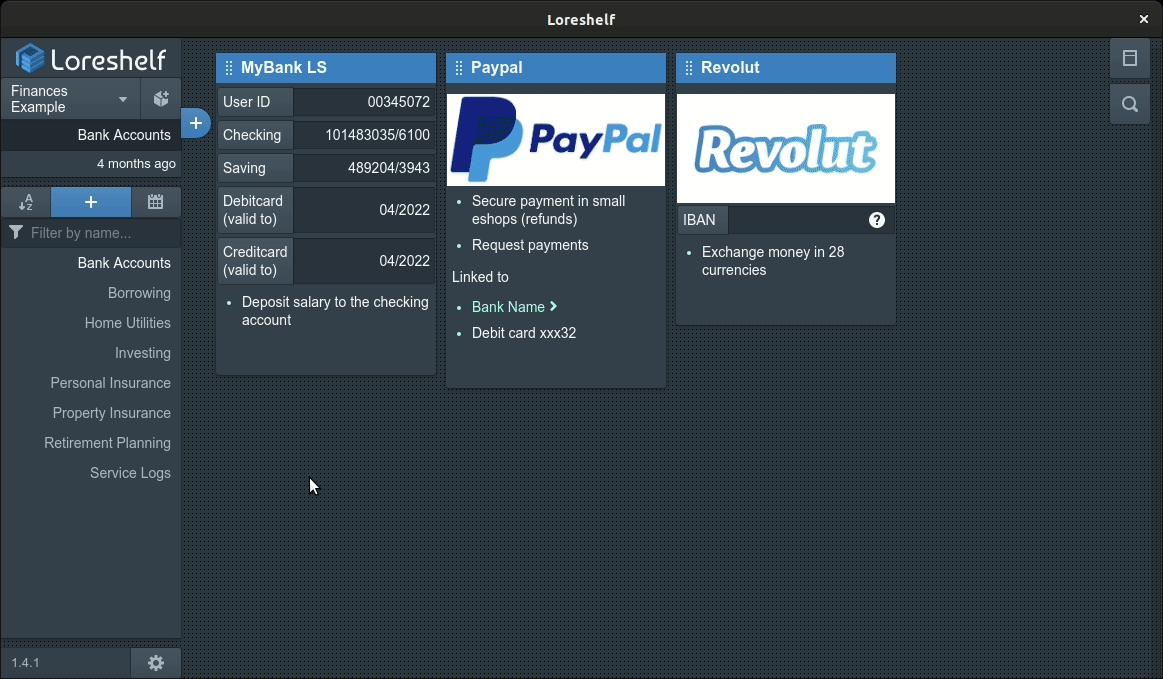 Loreshelf
Loreshelf
Finances
Example
Bank Accounts
4 months ago
A
Z
Filter by name...
Bank Accounts
Borrowing
Home Utilities
Investing
Personal Insurance
Property Insurance
Retirement Planning
Service Logs
1.4.1
MyBank LS
User ID 00345072
Checking 101483035/6100
Saving 489204/3943
Debitcard
(valid to) 04/2022
Creditcard
(valid to) 04/2022
• Deposit salary to the checking
account
Paypal
PayPal
• Secure payment in small
eshops (refunds)
• Request payments
Linked to
• Bank Name
• Debit card xxx32
Revolut
Revolut
IBAN ?
• Exchange money in 28
currencies